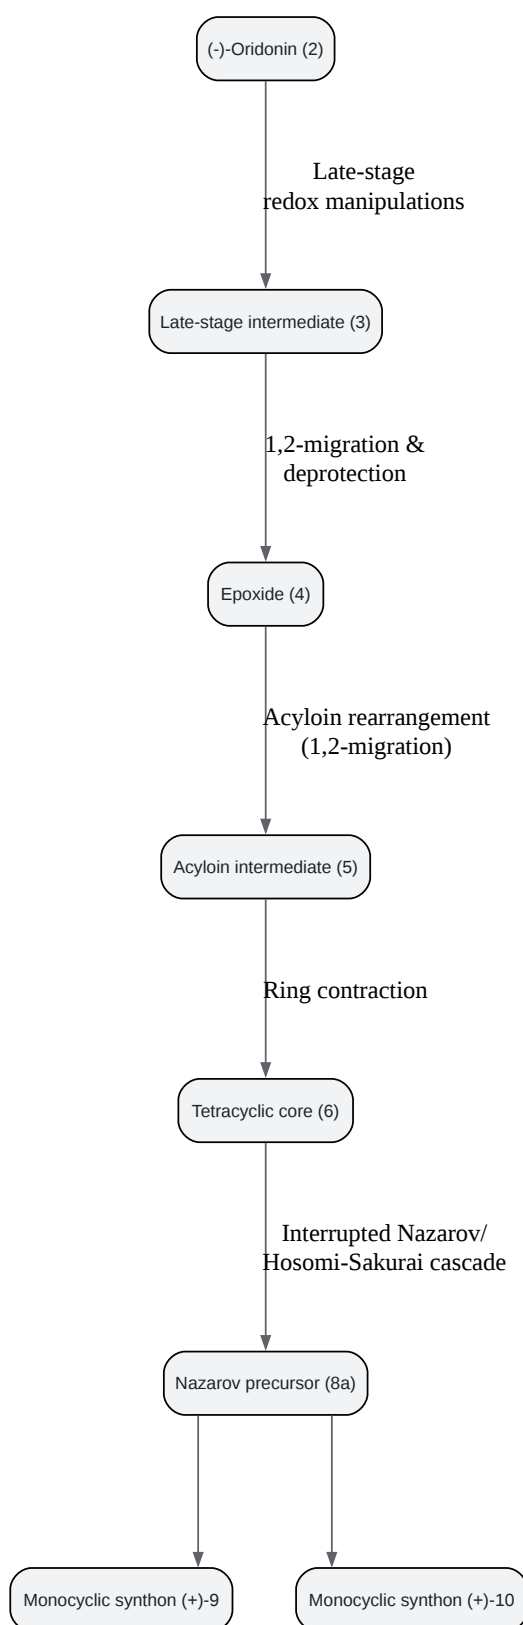 (-)-Oridonin (2)
Late-stage
redox manipulations
Late-stage intermediate (3)
1,2-migration &
deprotection
Epoxide (4)
Acyloin rearrangement
(1,2-migration)
Acyloin intermediate (5)
Ring contraction
Tetracyclic core (6)
Interrupted Nazarov/
Hosomi-Sakurai cascade
Nazarov precursor (8a)
Monocyclic synthon (+)-9
Monocyclic synthon (+)-10